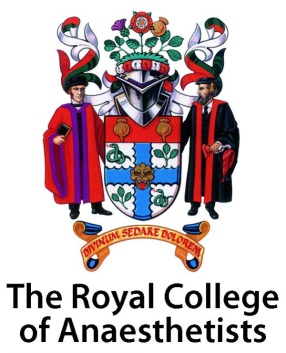 DIVINUM SEDARE DOLOREM
The Royal College
of Anaesthetists